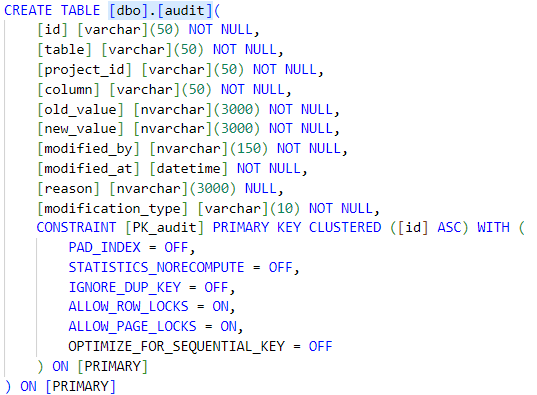 CREATE TABLE [dbo].[audit](
[id] [varchar](50) NOT NULL,
[table] [varchar](50) NOT NULL,
[project_id] [varchar](50) NOT NULL,
[column] [varchar](50) NOT NULL,
[old_value] [nvarchar](3000) NOT NULL,
[new_value] [nvarchar](3000) NOT NULL,
[modified_by] [nvarchar](150) NOT NULL,
[modified_at] [datetime] NOT NULL,
[reason] [nvarchar](3000) NULL,
[modification_type] [varchar](10) NOT NULL,
CONSTRAINT [PK_audit] PRIMARY KEY CLUSTERED ([id] ASC) WITH (
PAD_INDEX = OFF,
STATISTICS_NORECOMPUTE = OFF,
IGNORE_DUP_KEY = OFF,
ALLOW_ROW_LOCKS = ON,
ALLOW_PAGE_LOCKS = ON,
OPTIMIZE_FOR_SEQUENTIAL_KEY = OFF
) ON [PRIMARY]
) ON [PRIMARY]